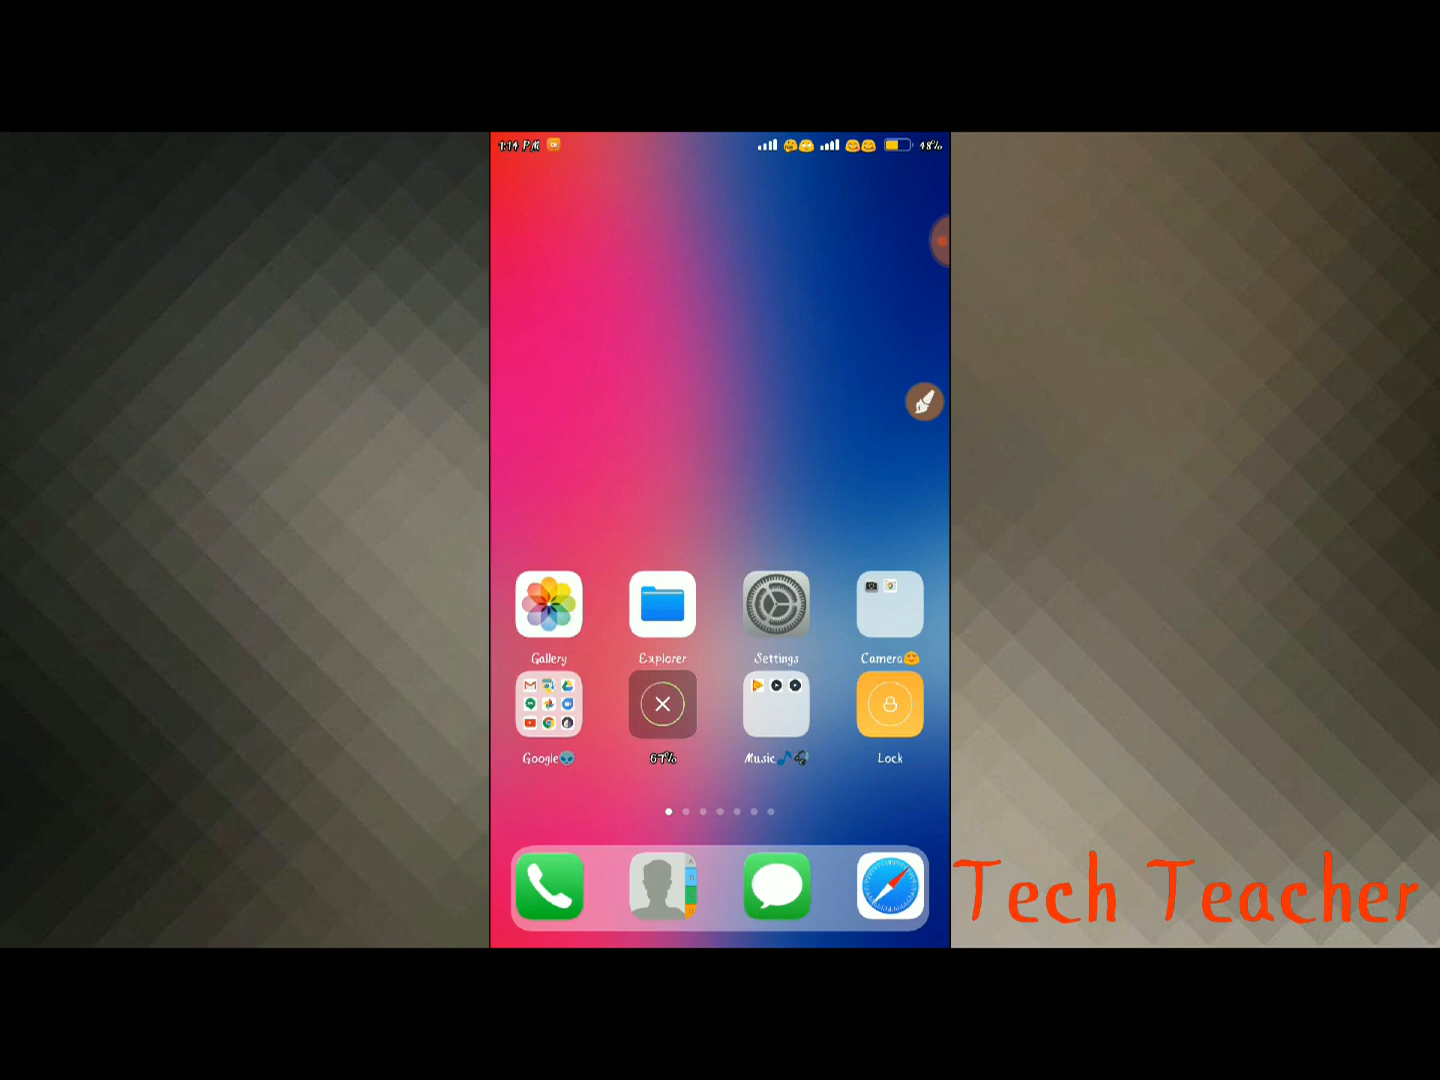 1:14 PM 48%
Gallery Explorer Settings Camera😍
Google👽 67% Music🎵🎧 Lock
Tech Teacher